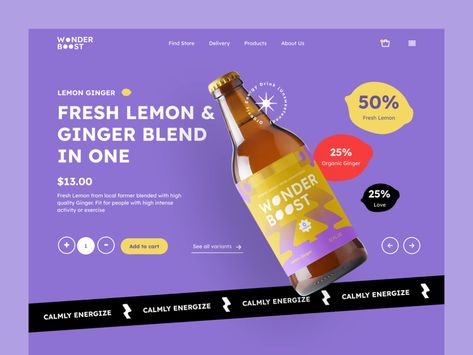 WONDER
BOOST
Find Store
Delivery
Products
About Us
LEMON GINGER
FRESH LEMON &
GINGER BLEND
IN ONE
$13.00
Fresh Lemon from local former blended with high
quality Ginger. Fit for people with high intense
activity or exercise
+
1
-
Add to cart
See all variants
Energy Drink
WONDER
BOOST
50%
Fresh Lemon
25%
Organic Ginger
25%
Love
CALMLY ENERGIZE
CALMLY ENERGIZE
CALMLY ENERGIZE
CALMLY ENERGIZE